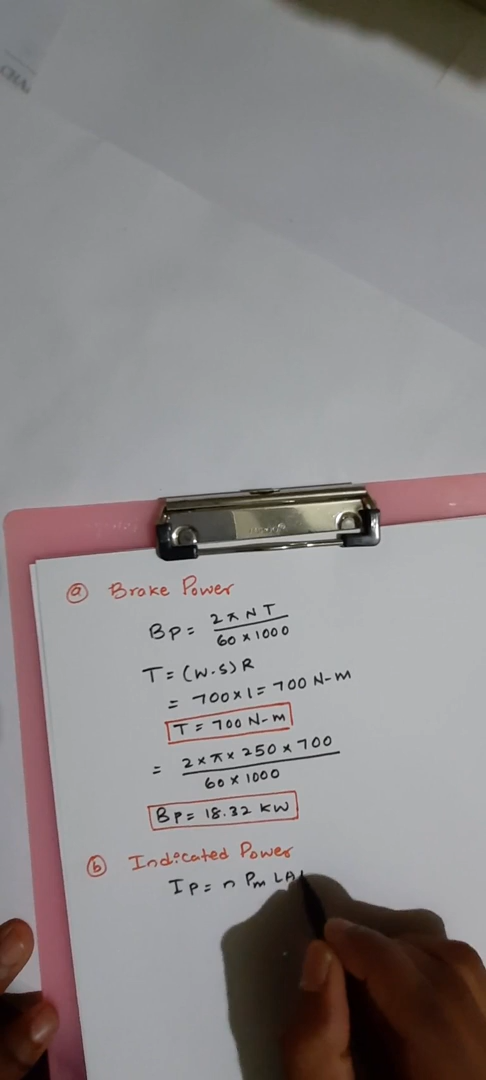 ⓐ Brake Power
BP = 2πNT / 60 × 1000
T = (W-S) R
= 700 × 1 = 700 N-m
T = 700 N-m
= 2 × π × 250 × 700 / 60 × 1000
BP = 18.32 KW
ⓑ Indicated Power
IP = n Pm LA